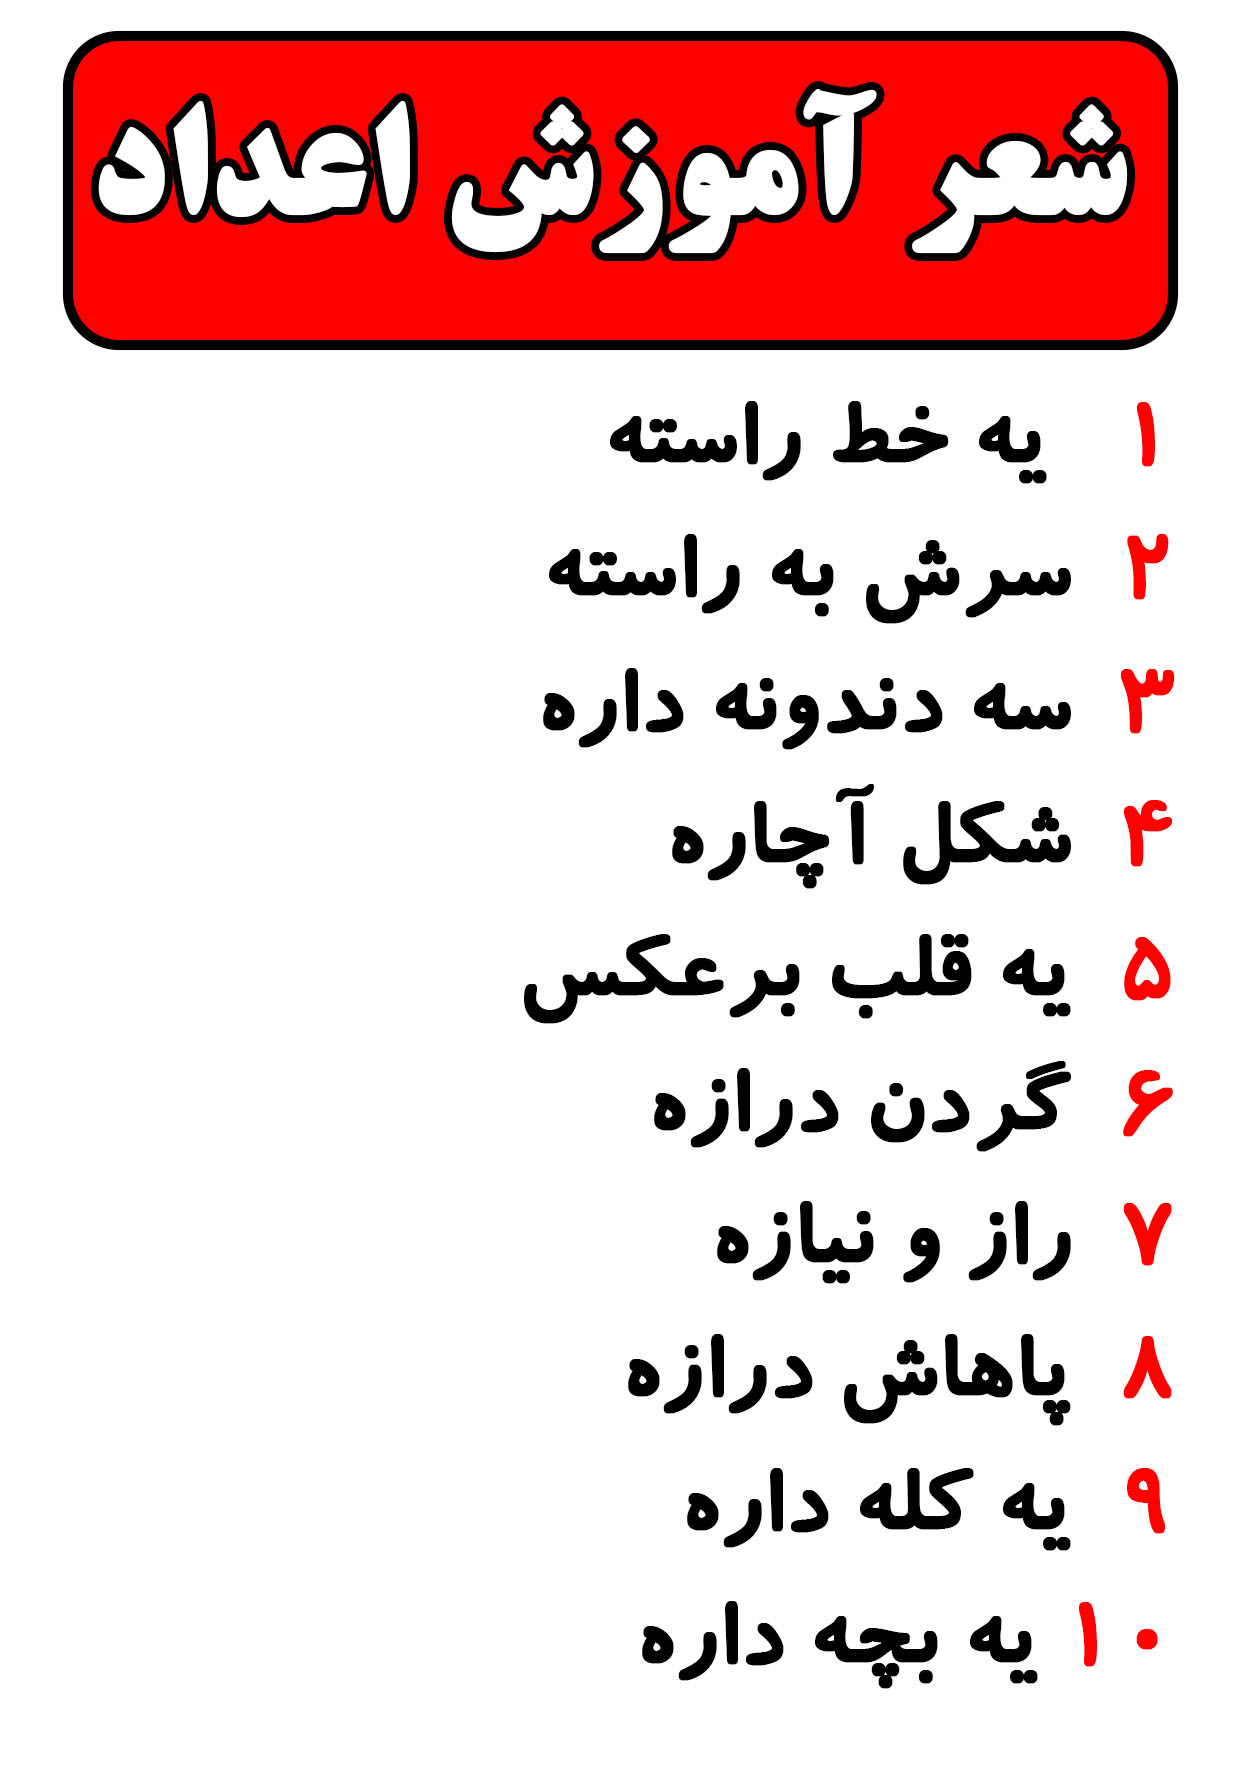 شعر آموزش اعداد
۱ یه خط راسته
۲ سرش به راسته
۳ سه دندونه داره
۴ شکل آچاره
۵ یه قلب برعکس
۶ گردن درازه
۷ راز و نیازه
۸ پاهاش درازه
۹ یه کله داره
۱۰ یه بچه داره